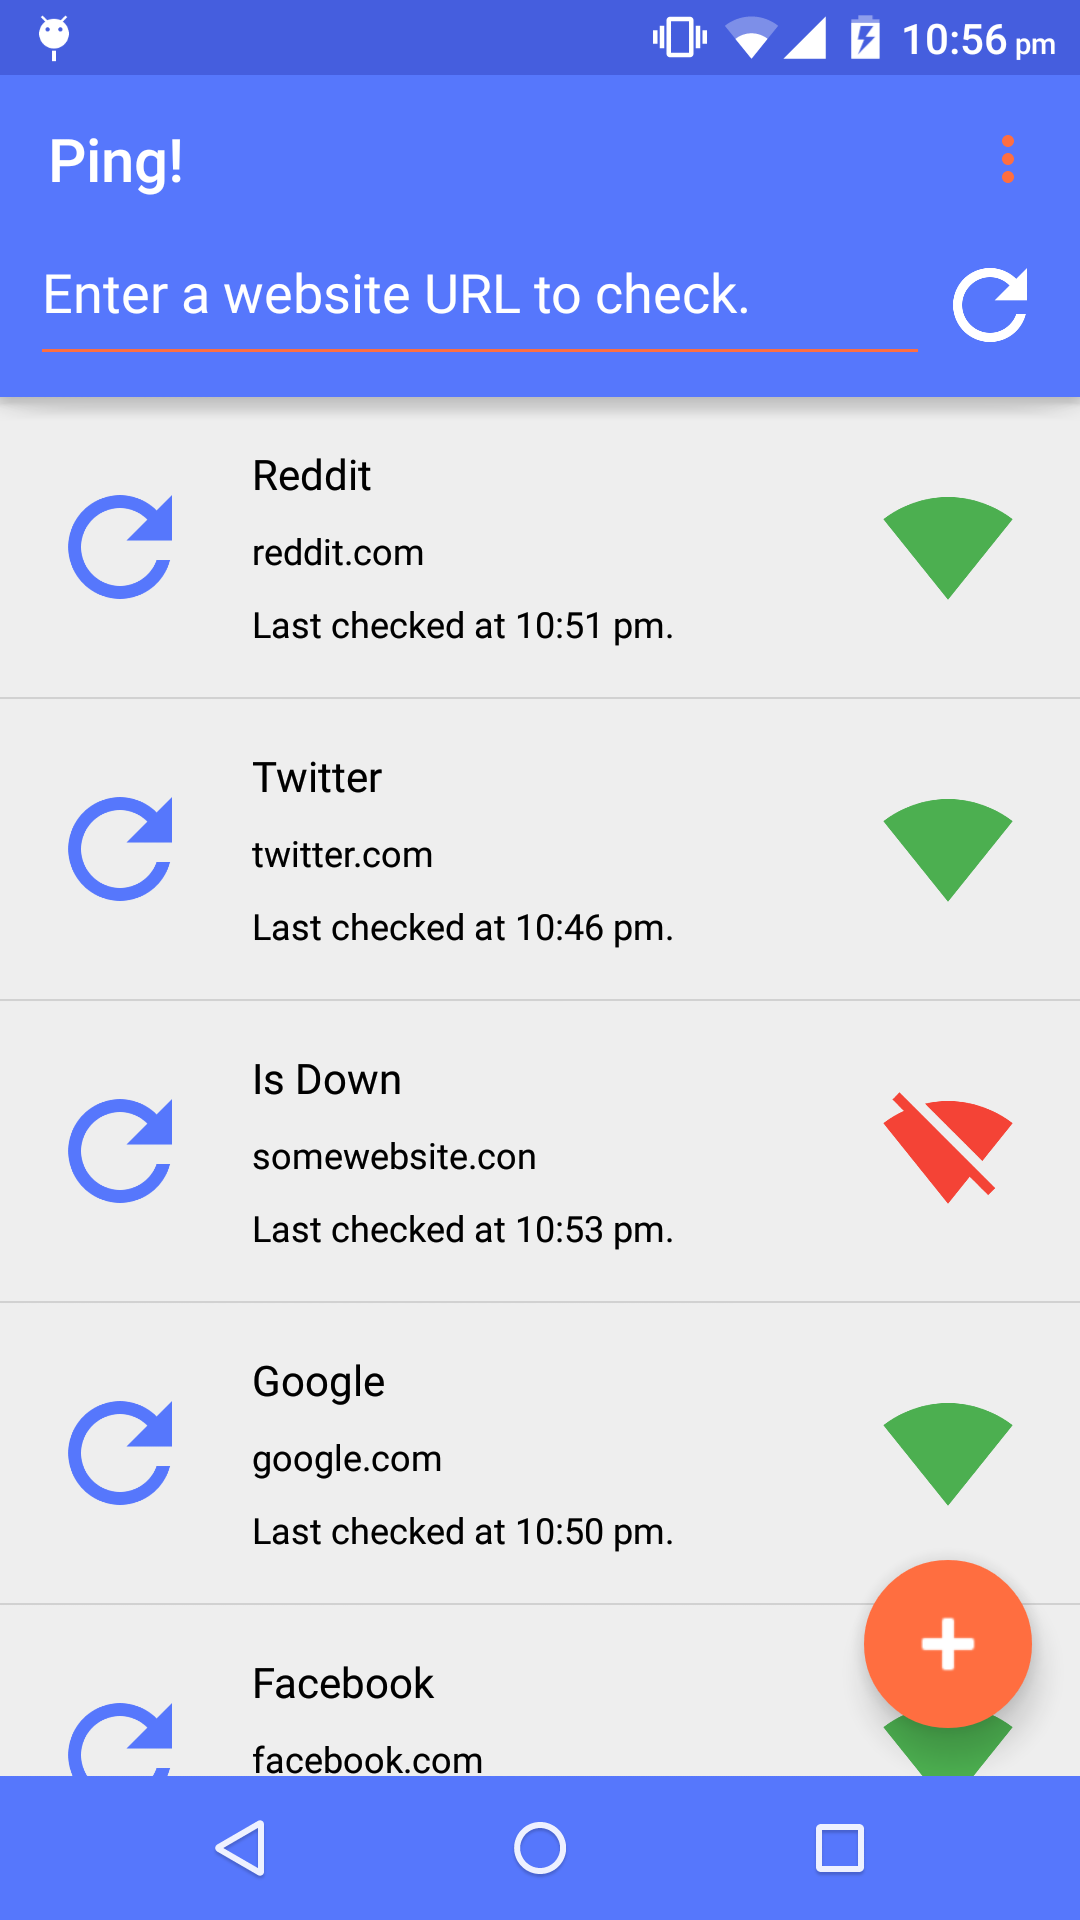 10:56 pm
Ping!
Enter a website URL to check.
Reddit
reddit.com
Last checked at 10:51 pm.
Twitter
twitter.com
Last checked at 10:46 pm.
Is Down
somewebsite.con
Last checked at 10:53 pm.
Google
google.com
Last checked at 10:50 pm.
Facebook
facebook.com